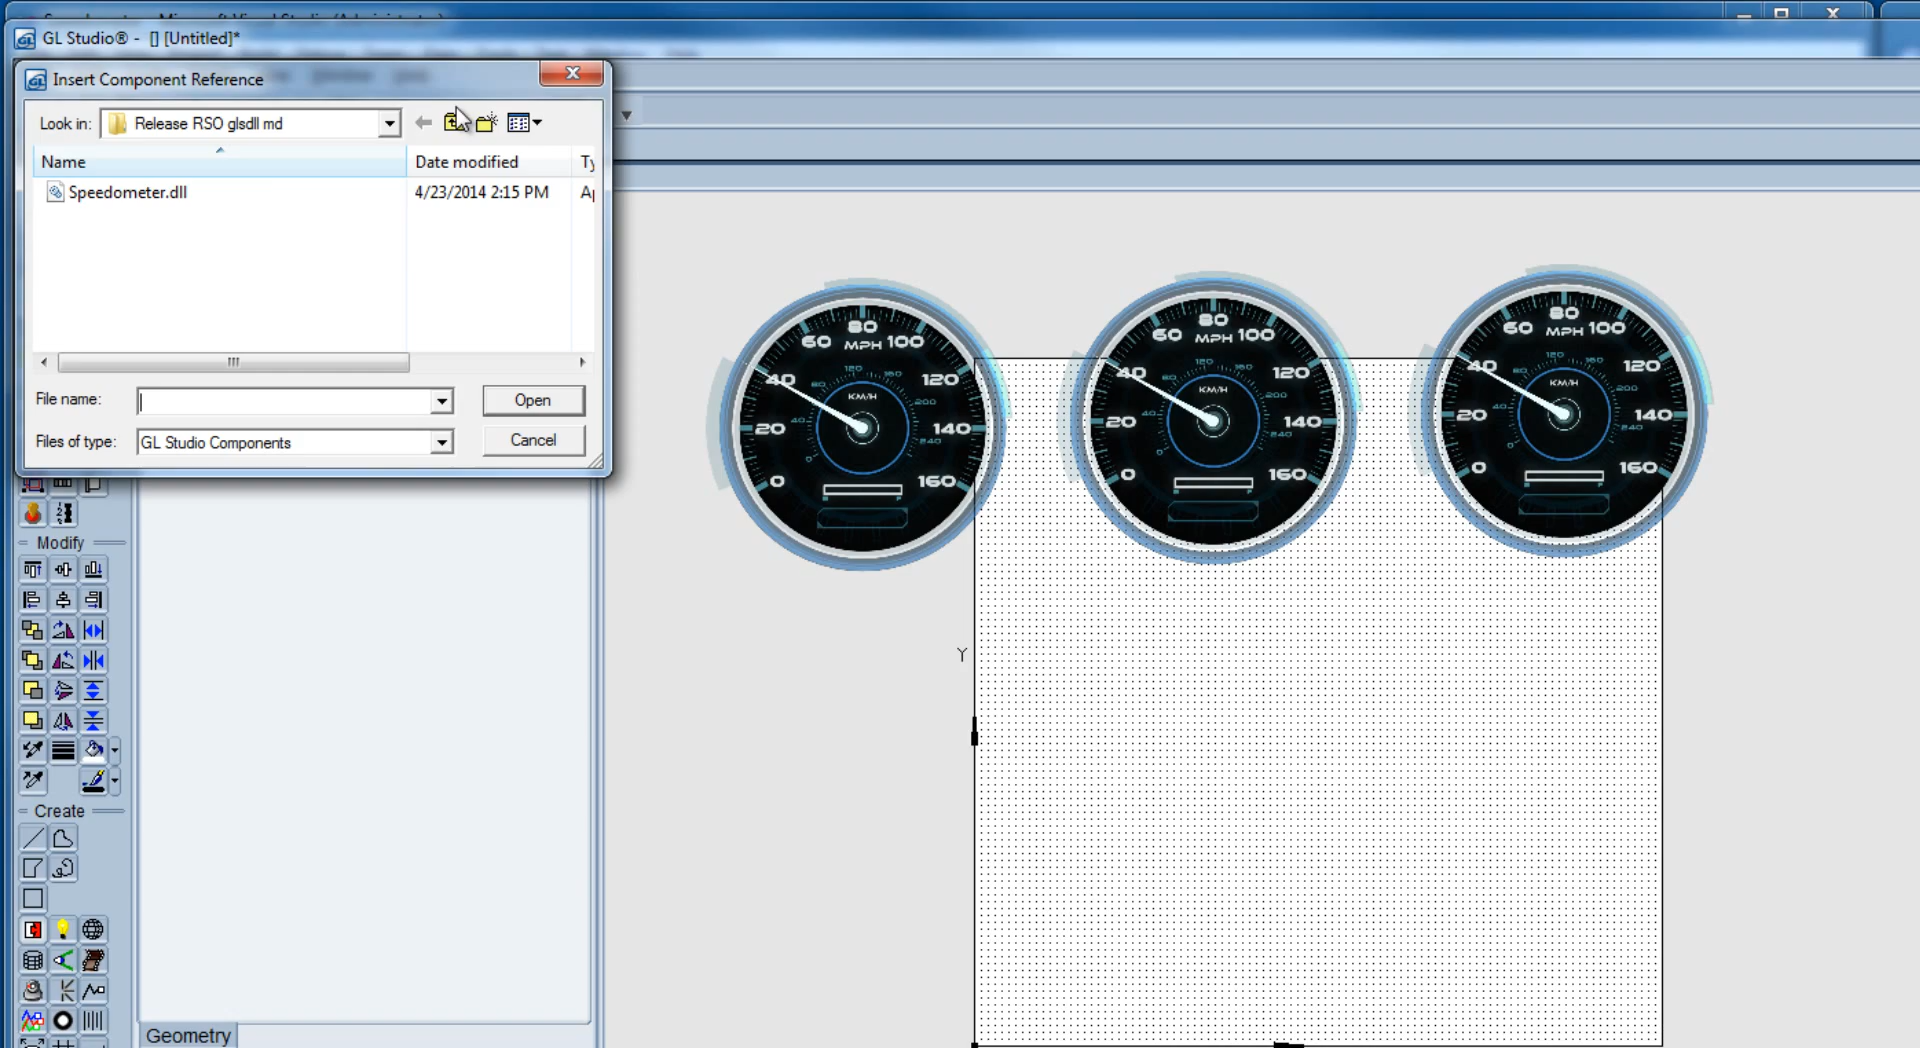 GL Studio® - [] [Untitled]*
Insert Component Reference
Look in: Release RSO glsdll md
Name Date modified Ty
Speedometer.dll 4/23/2014 2:15 PM
File name: Open
Files of type: GL Studio Components Cancel
Modify
Create
Geometry
Y
80
60 MPH 100
40 120
20 140
0 160
KM/H
80
60 MPH 100
40 120
20 140
0 160
KM/H
80
60 MPH 100
40 120
20 140
0 160
KM/H